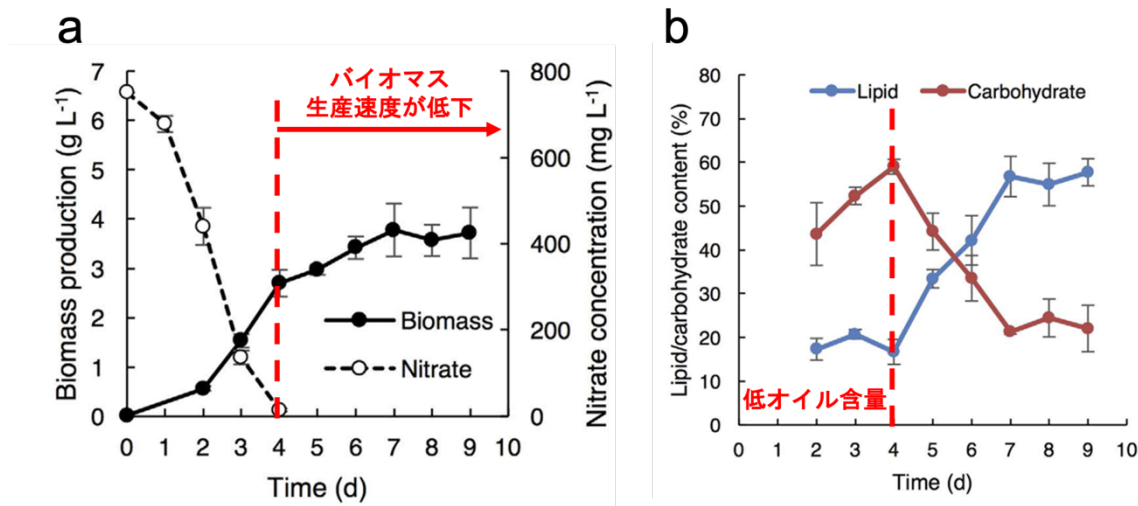 a
バイオマス
生産速度が低下
Biomass production (g L-1)
7
6
5
4
3
2
1
0
Nitrate concentration (mg L-1)
800
600
400
200
0
Biomass
Nitrate
0 1 2 3 4 5 6 7 8 9 10
Time (d)
b
Lipid/carbohydrate content (%)
80
70
60
50
40
30
20
10
0
Lipid Carbohydrate
低オイル含量
0 1 2 3 4 5 6 7 8 9 10
Time (d)